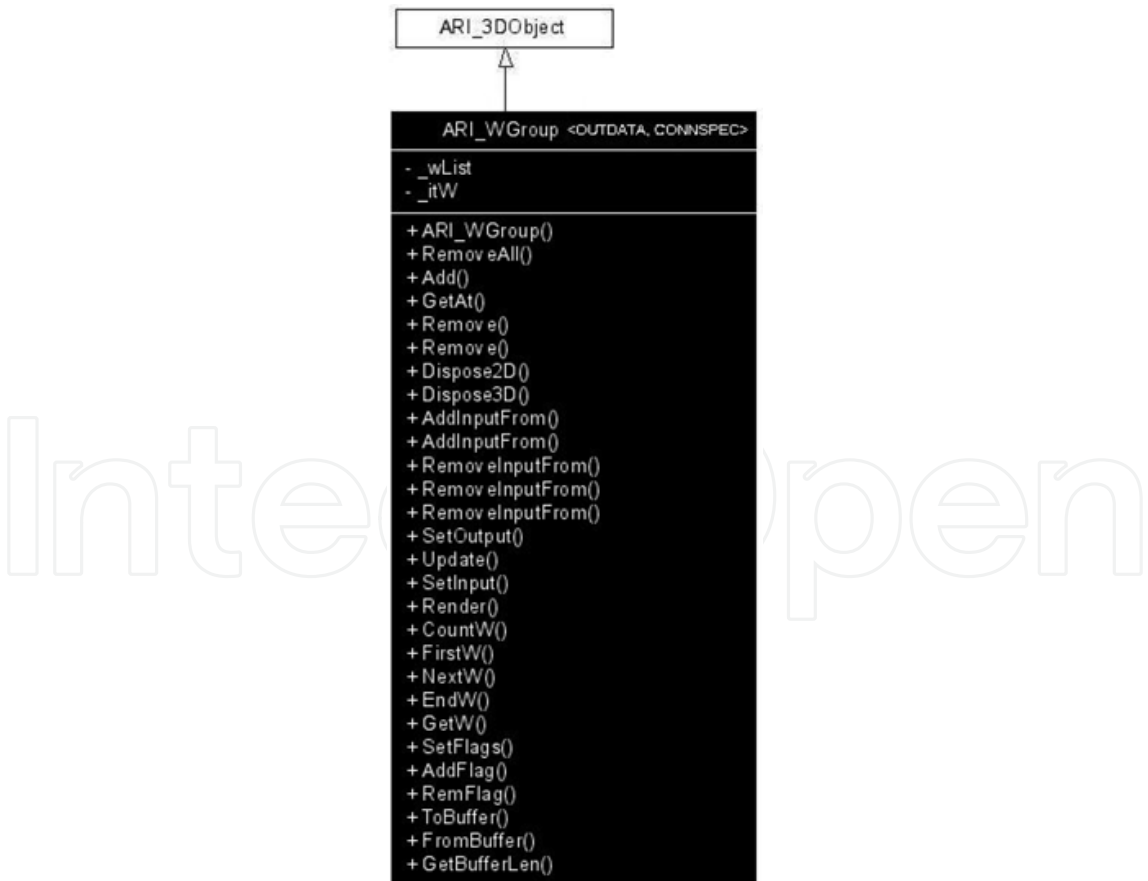 ARI_3DObject
ARI_WGroup <OUTDATA, CONNSPEC>
- _wList
- _itW
+ ARI_WGroup()
+ RemoveAll()
+ Add()
+ GetAt()
+ Remove()
+ Remove()
+ Dispose2D()
+ Dispose3D()
+ AddInputFrom()
+ AddInputFrom()
+ RemoveInputFrom()
+ RemoveInputFrom()
+ RemoveInputFrom()
+ SetOutput()
+ Update()
+ SetInput()
+ Render()
+ CountW()
+ FirstW()
+ NextW()
+ EndW()
+ GetW()
+ SetFlags()
+ AddFlag()
+ RemFlag()
+ ToBuffer()
+ FromBuffer()
+ GetBufferLen()